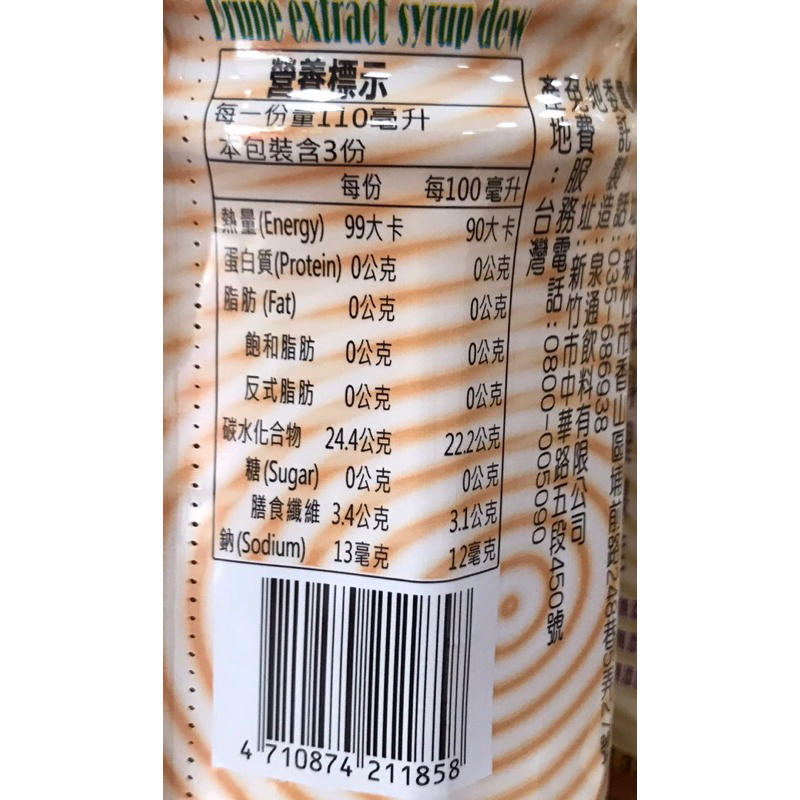 Prune extract syrup dew
營養標示
每一份量110毫升
本包裝含3份
每份 每100毫升
熱量(Energy) 99大卡 90大卡
蛋白質(Protein) 0公克 0公克
脂肪(Fat) 0公克 0公克
飽和脂肪 0公克 0公克
反式脂肪 0公克 0公克
碳水化合物 24.4公克 22.2公克
糖(Sugar) 0公克 0公克
膳食纖維 3.4公克 3.1公克
鈉(Sodium) 13毫克 12毫克
4 710874 211858
製造：泉通飲料有限公司
地址：新竹市中華路五段450號
免費服務電話：0800-005090
產地：台灣